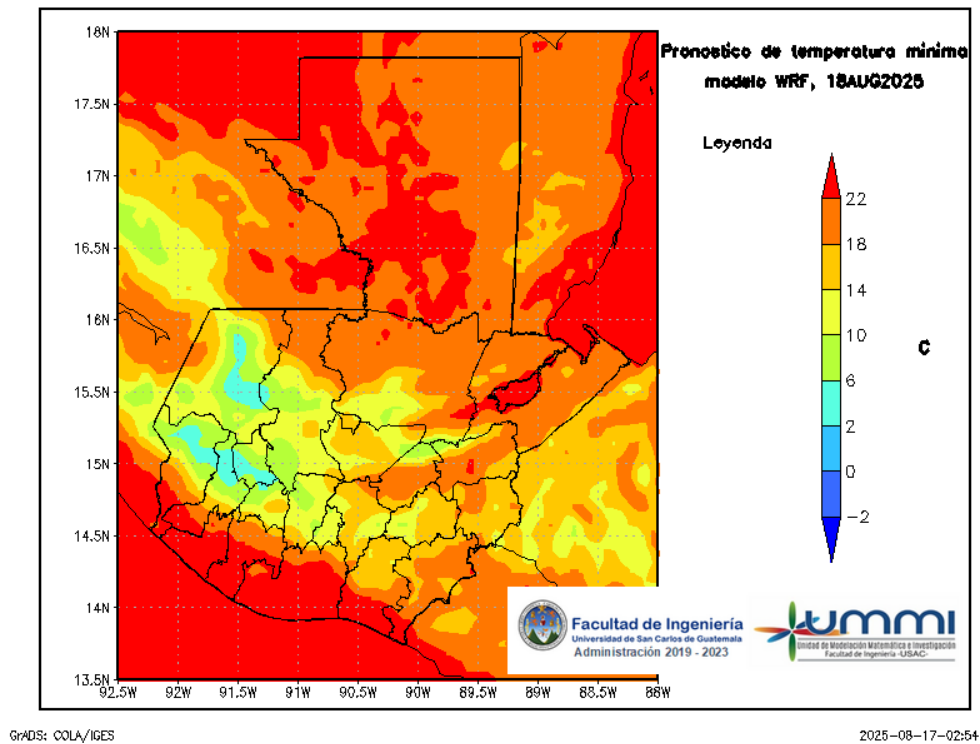 Pronostico de temperatura minima
modelo WRF, 18AUG2025
Leyenda
22
18
14
10
6
2
0
−2
C
18N
17.5N
17N
16.5N
16N
15.5N
15N
14.5N
14N
13.5N
92.5W 92W 91.5W 91W 90.5W 90W 89.5W 89W 88.5W 88W
Facultad de Ingeniería
Universidad de San Carlos de Guatemala
Administración 2019 - 2023
ummi
Unidad de Modelación Matemática e Investigación
Facultad de Ingeniería -USAC-
GrADS: COLA/IGES
2025-08-17-02:54